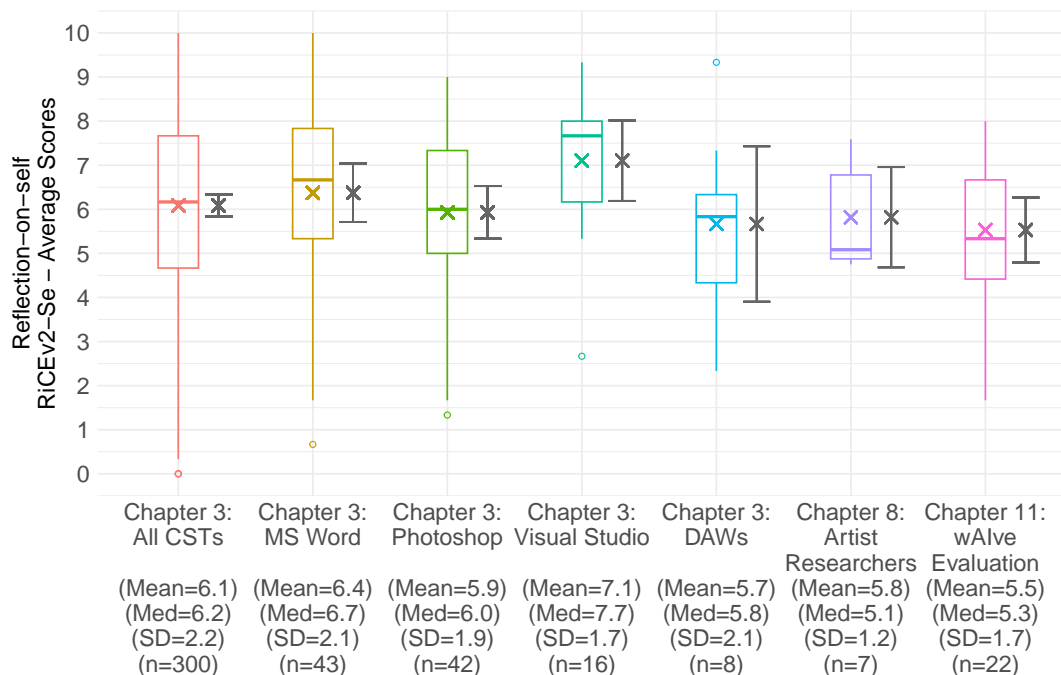 Reflection−on−self
RiCEv2−Se − Average Scores
10
9
8
7
6
5
4
3
2
1
0
Chapter 3:
All CSTs
(Mean=6.1)
(Med=6.2)
(SD=2.2)
(n=300)
Chapter 3:
MS Word
(Mean=6.4)
(Med=6.7)
(SD=2.1)
(n=43)
Chapter 3:
Photoshop
(Mean=5.9)
(Med=6.0)
(SD=1.9)
(n=42)
Chapter 3:
Visual Studio
(Mean=7.1)
(Med=7.7)
(SD=1.7)
(n=16)
Chapter 3:
DAWs
(Mean=5.7)
(Med=5.8)
(SD=2.1)
(n=8)
Chapter 8:
Artist
Researchers
(Mean=5.8)
(Med=5.1)
(SD=1.2)
(n=7)
Chapter 11:
wAIve
Evaluation
(Mean=5.5)
(Med=5.3)
(SD=1.7)
(n=22)